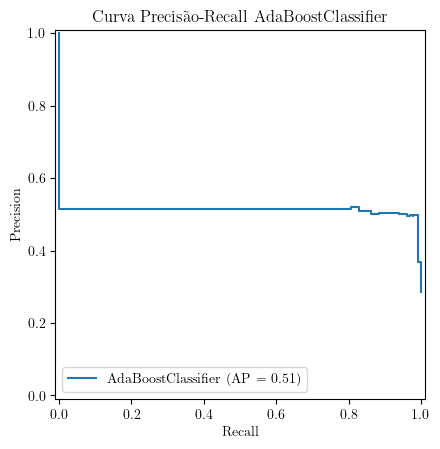 Curva Precisão-Recall AdaBoostClassifier
1.0
0.8
0.6
0.4
0.2
0.0
Precision
AdaBoostClassifier (AP = 0.51)
0.0 0.2 0.4 0.6 0.8 1.0
Recall